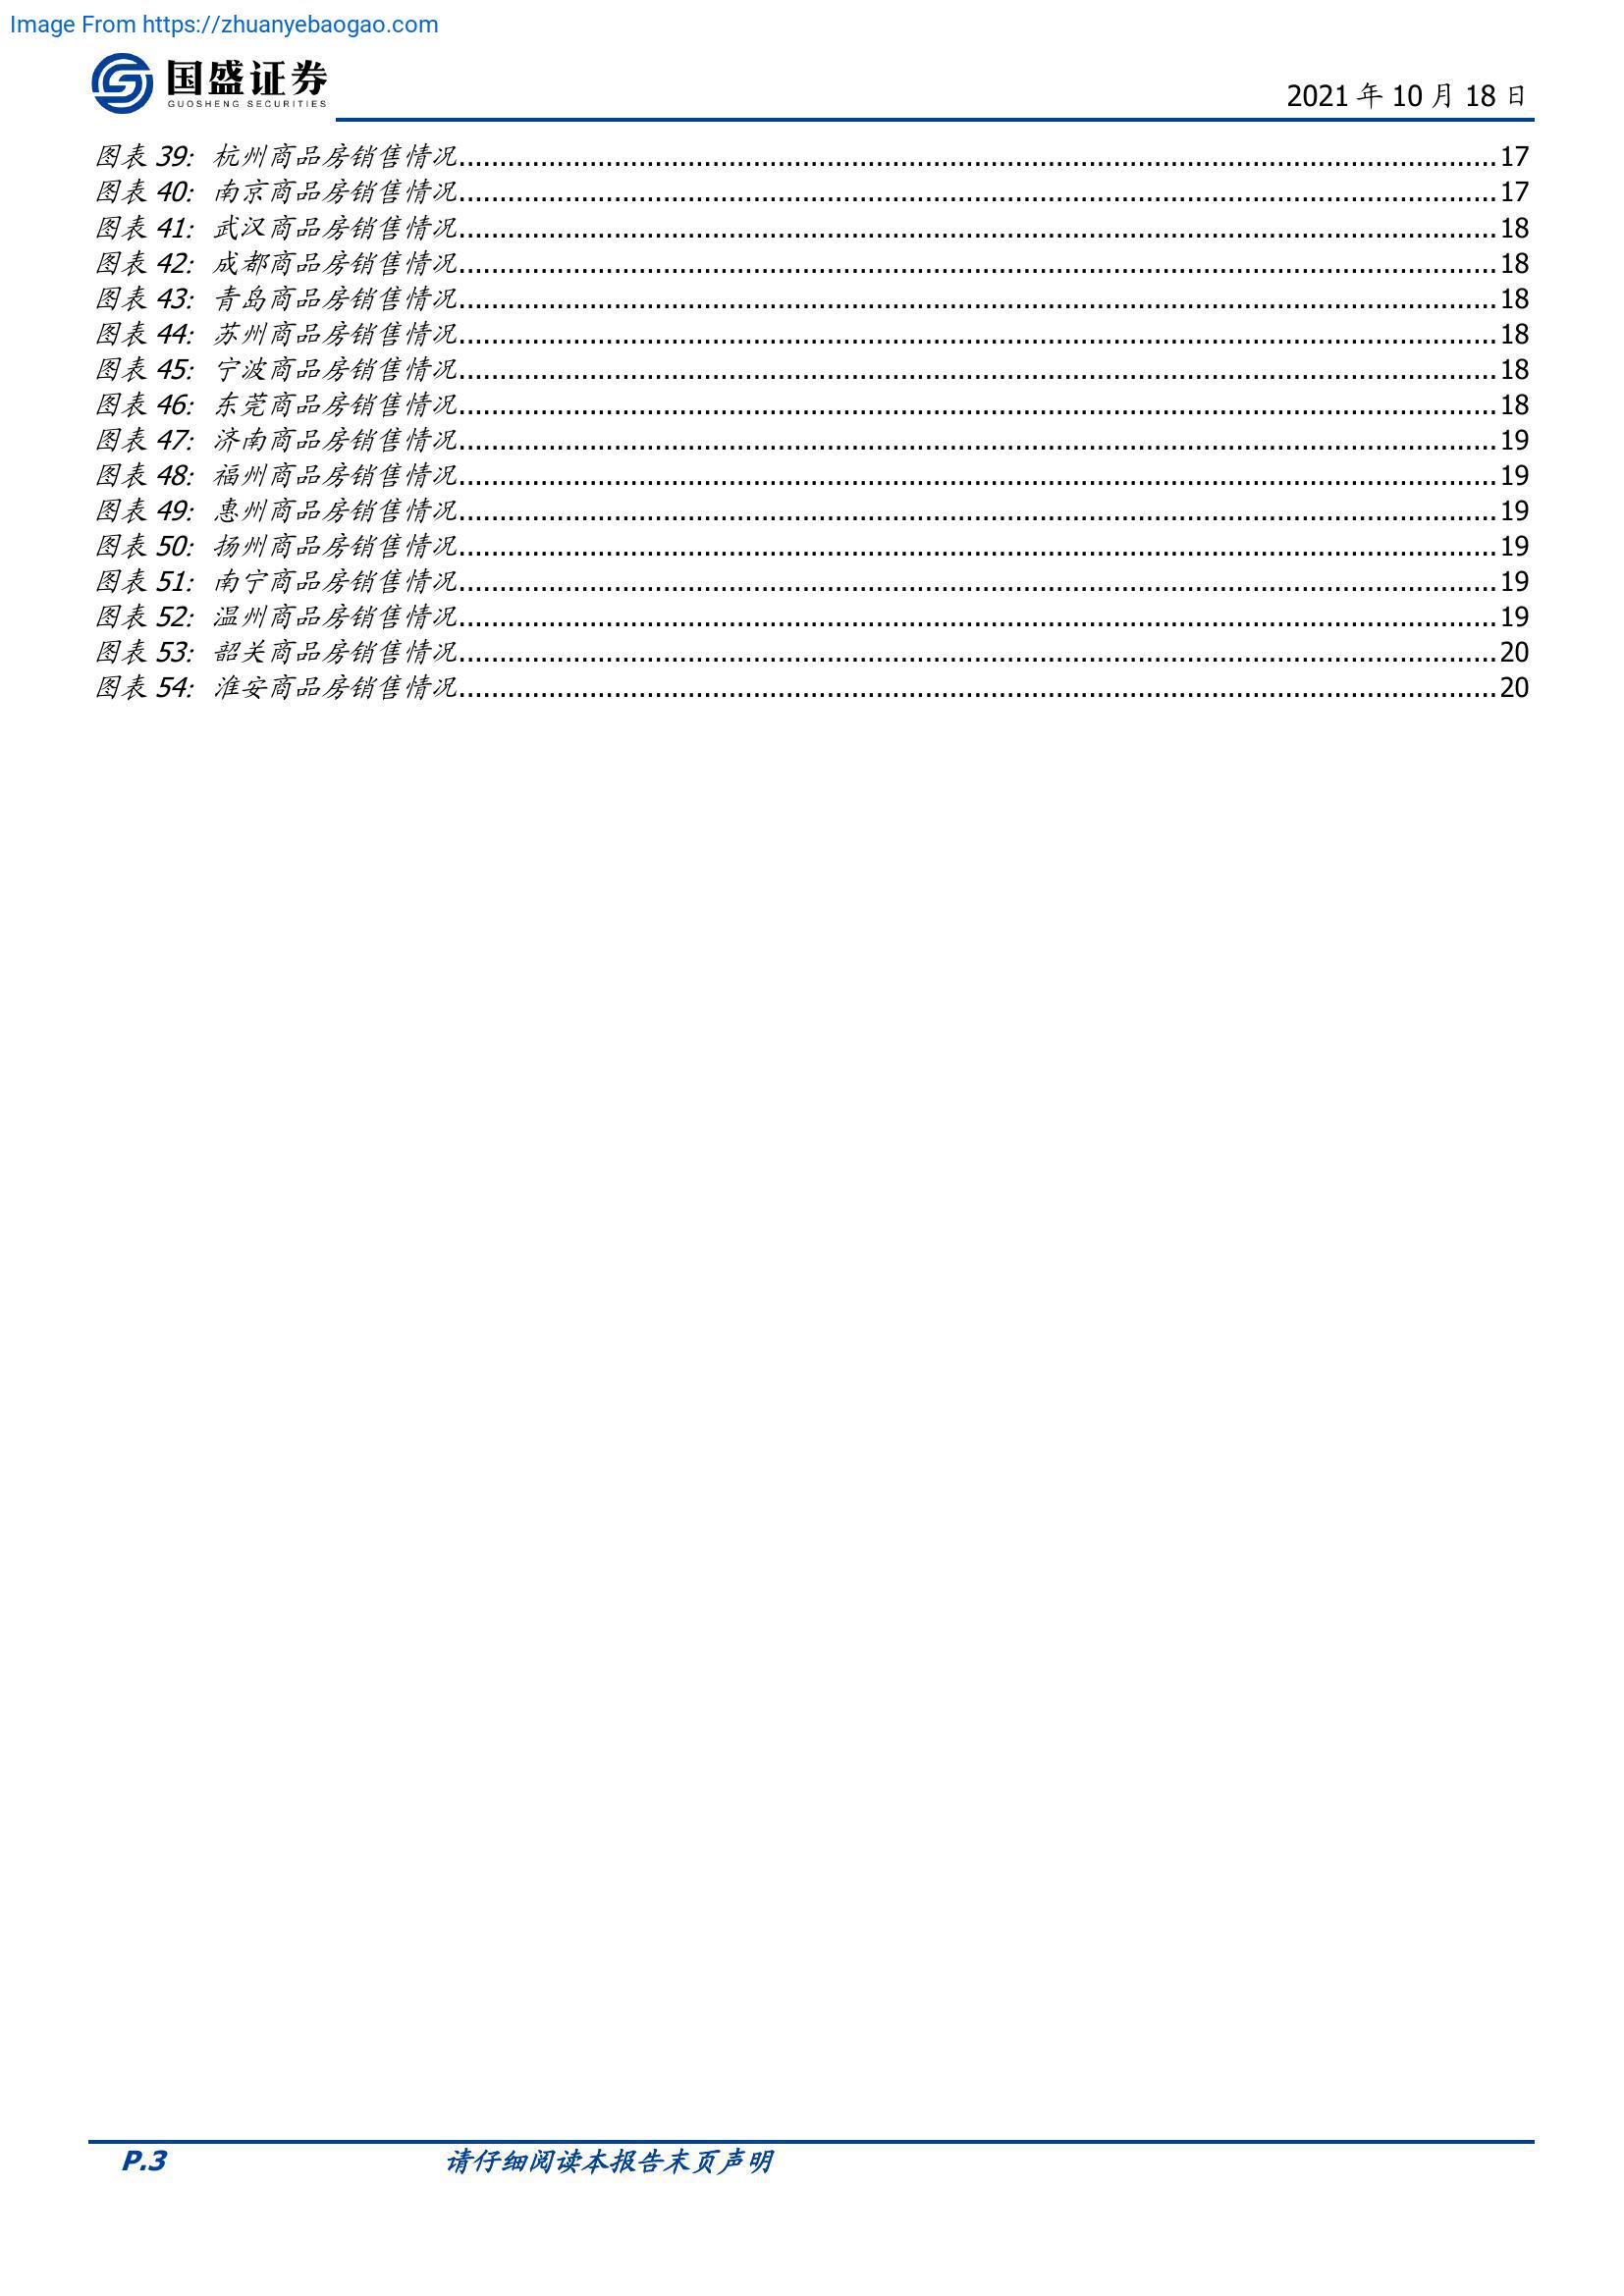 Image From https://zhuanyebaogao.com
国盛证券
GUOSHENG SECURITIES
2021 年 10 月 18 日
图表 39: 杭州商品房销售情况 17
图表 40: 南京商品房销售情况 17
图表 41: 武汉商品房销售情况 18
图表 42: 成都商品房销售情况 18
图表 43: 青岛商品房销售情况 18
图表 44: 苏州商品房销售情况 18
图表 45: 宁波商品房销售情况 18
图表 46: 东莞商品房销售情况 18
图表 47: 济南商品房销售情况 19
图表 48: 福州商品房销售情况 19
图表 49: 惠州商品房销售情况 19
图表 50: 扬州商品房销售情况 19
图表 51: 南宁商品房销售情况 19
图表 52: 温州商品房销售情况 19
图表 53: 韶关商品房销售情况 20
图表 54: 淮安商品房销售情况 20
P.3 请仔细阅读本报告末页声明